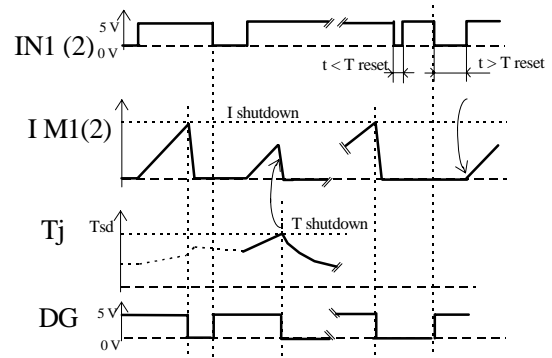 5 V
IN1 (2)
0 V
t < T reset
t > T reset
I shutdown
I M1(2)
Tj
Tsd
T shutdown
DG
5 V
0 V